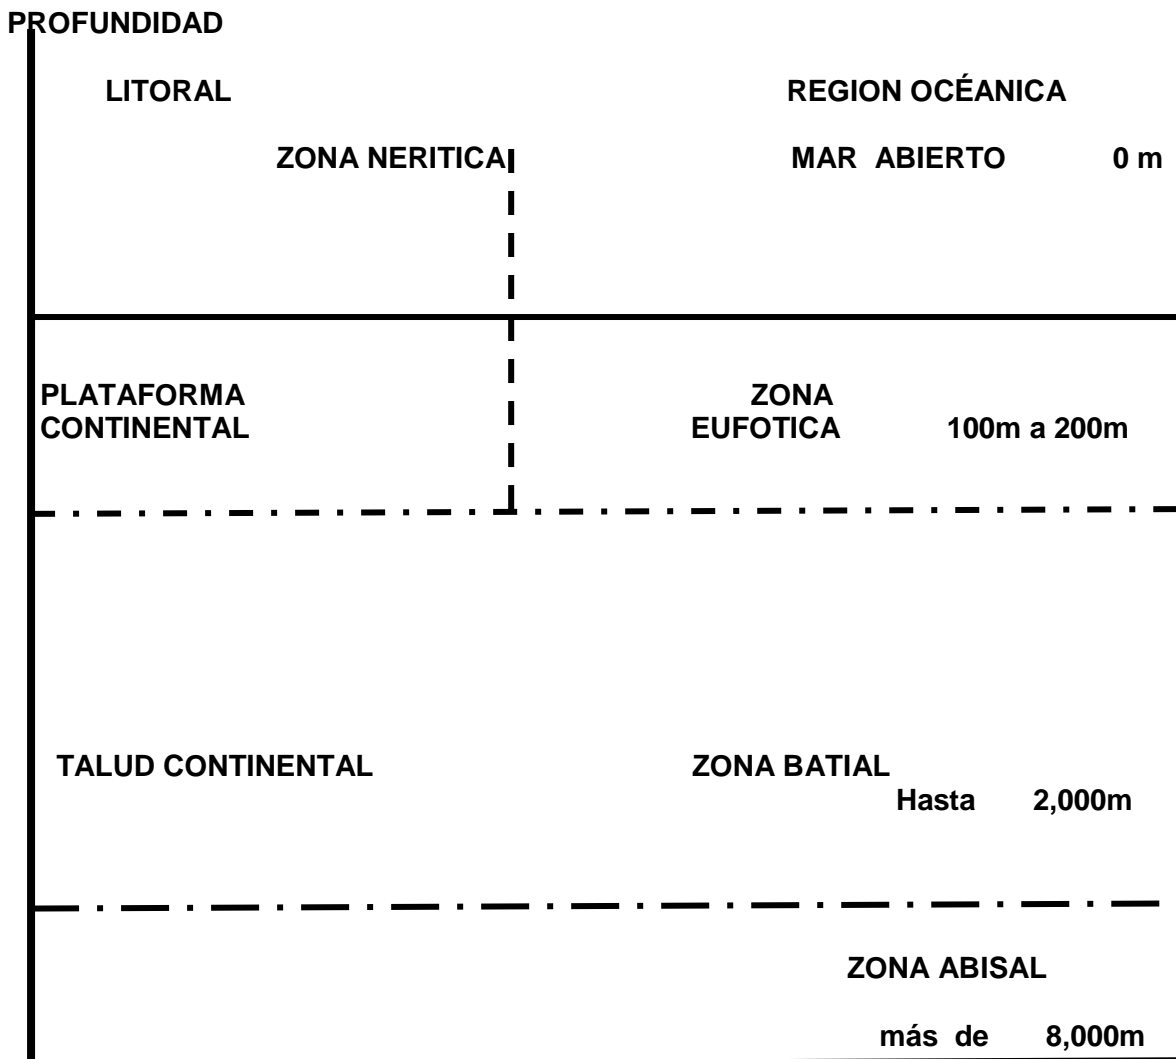 PROFUNDIDAD
LITORAL REGION OCÉANICA
ZONA NERITICA MAR ABIERTO 0 m
PLATAFORMA ZONA
CONTINENTAL EUFOTICA 100m a 200m
TALUD CONTINENTAL ZONA BATIAL
Hasta 2,000m
ZONA ABISAL
más de 8,000m